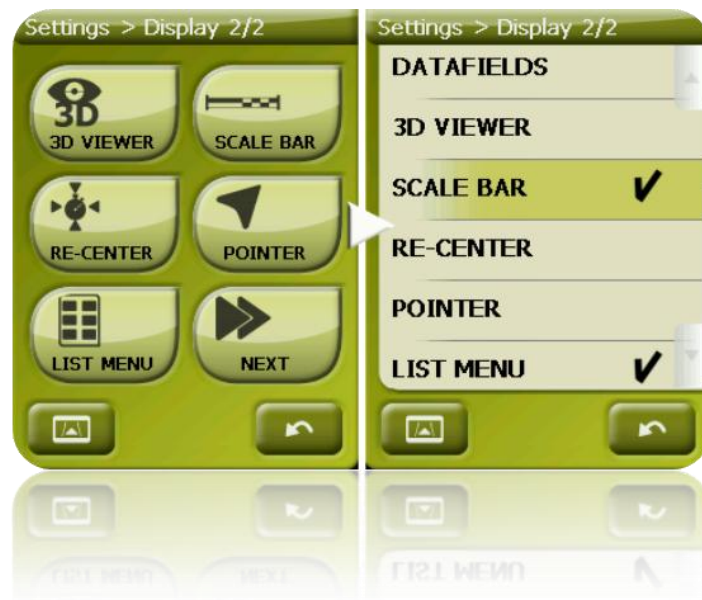 Settings > Display 2/2
3D
3D VIEWER
SCALE BAR
RE-CENTER
POINTER
LIST MENU
NEXT
Settings > Display 2/2
DATAFIELDS
3D VIEWER
SCALE BAR
RE-CENTER
POINTER
LIST MENU